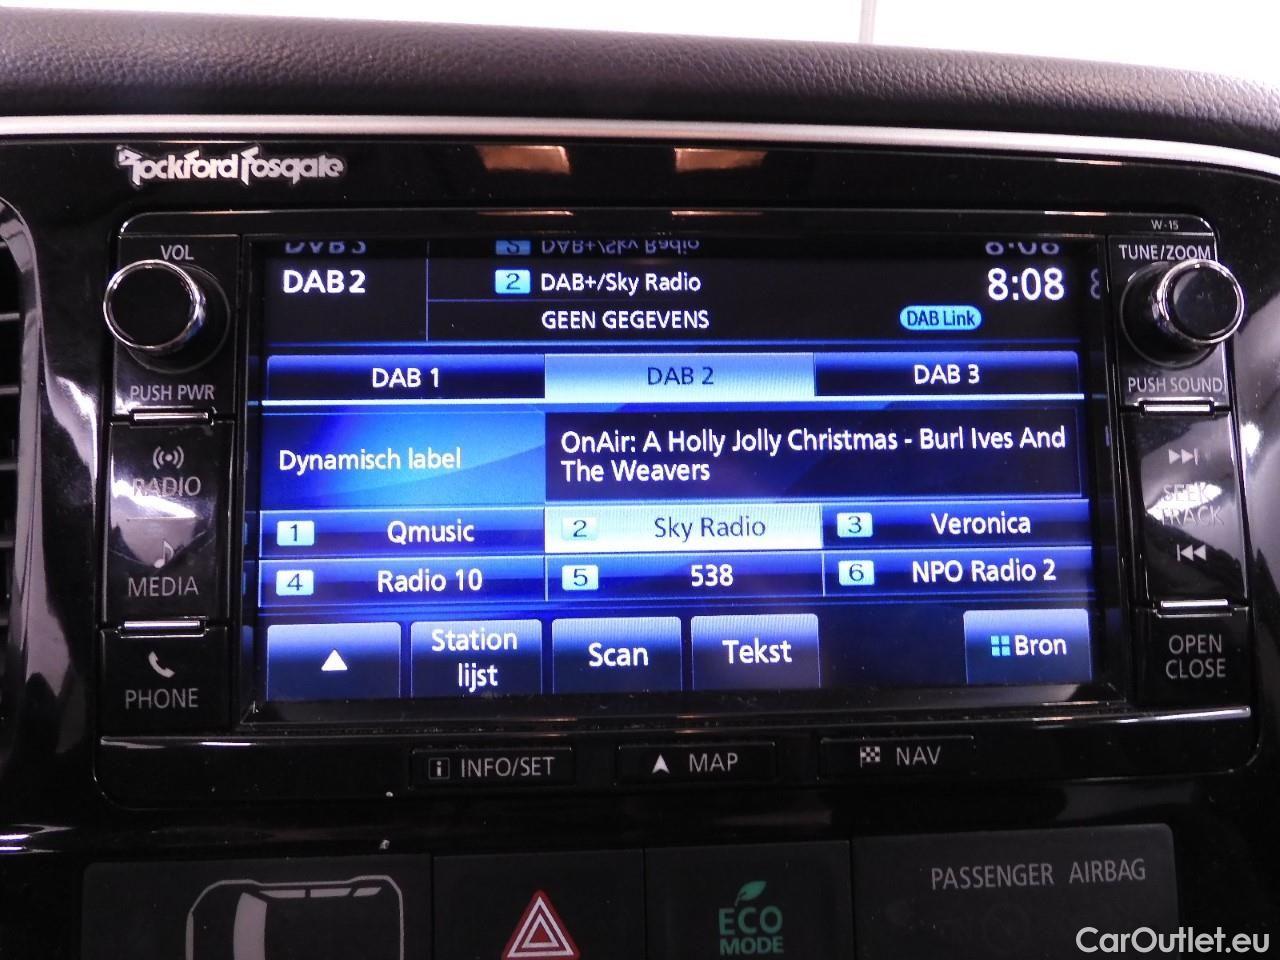 Rockford Fosgate
W-15
VOL
TUNE/ZOOM
DAB 2
2 DAB+/Sky Radio
8:08
GEEN GEGEVENS
DAB Link
PUSH PWR
PUSH SOUND
DAB 1
DAB 2
DAB 3
Dynamisch label
OnAir: A Holly Jolly Christmas - Burl Ives And
The Weavers
RADIO
SEEK
TRACK
1 Qmusic
2 Sky Radio
3 Veronica
4 Radio 10
5 538
6 NPO Radio 2
MEDIA
Station
lijst
Scan
Tekst
Bron
PHONE
OPEN
CLOSE
i INFO/SET
MAP
NAV
ECO
MODE
PASSENGER AIRBAG
CarOutlet.eu